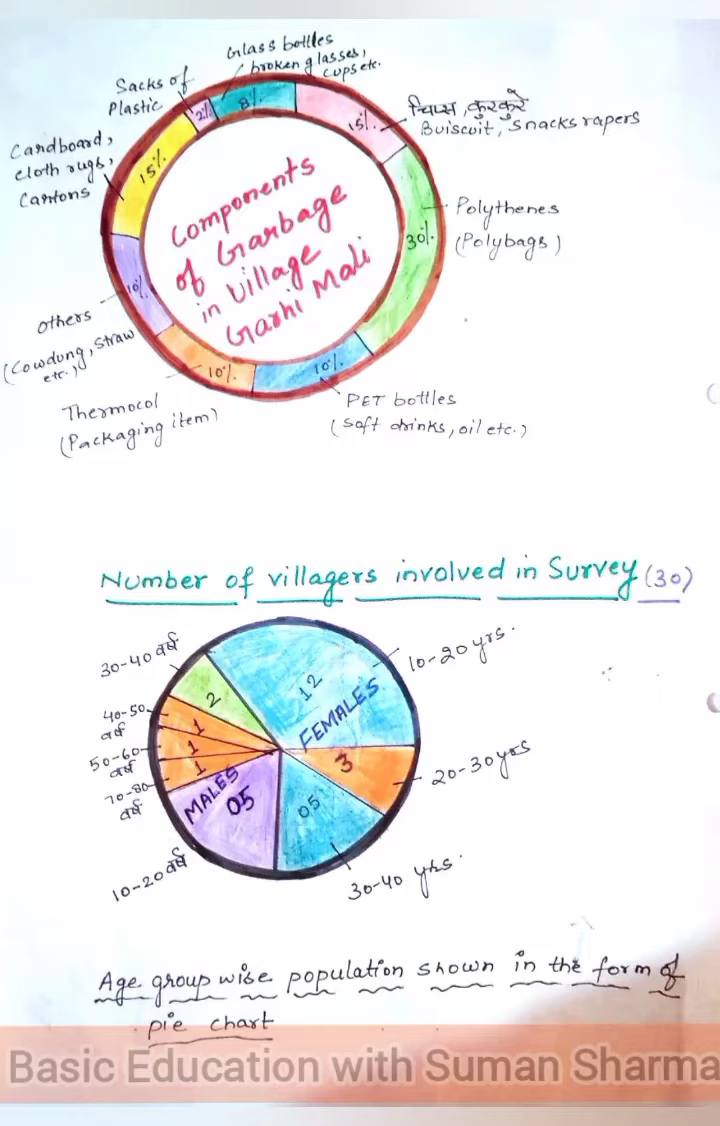 Glass bottles
broken glasses,
cups etc.
Sacks of
Plastic
2%
8%
15%
चिप्स, कुरकुरे
Buiscuit, Snacks rapers
Cardboard,
cloth rugs,
Cartons
15%
Components
of Garbage
in Village
Garhi Mali
Polythenes
(Polybags)
30%
10%
Others
(Cowdung, Straw
etc.)
Thermocol
(Packaging item)
10%
10%
PET bottles
(Soft drinks, oil etc.)
Number of villagers involved in Survey (30)
30-40 वर्ष
10-20 yrs.
12
FEMALES
2
40-50
वर्ष
1
50-60
वर्ष
1
70-80
वर्ष
1
3
20-30 yrs
MALES
05
05
10-20 वर्ष
30-40 yrs.
Age group wise population shown in the form of
pie chart
Basic Education with Suman Sharma